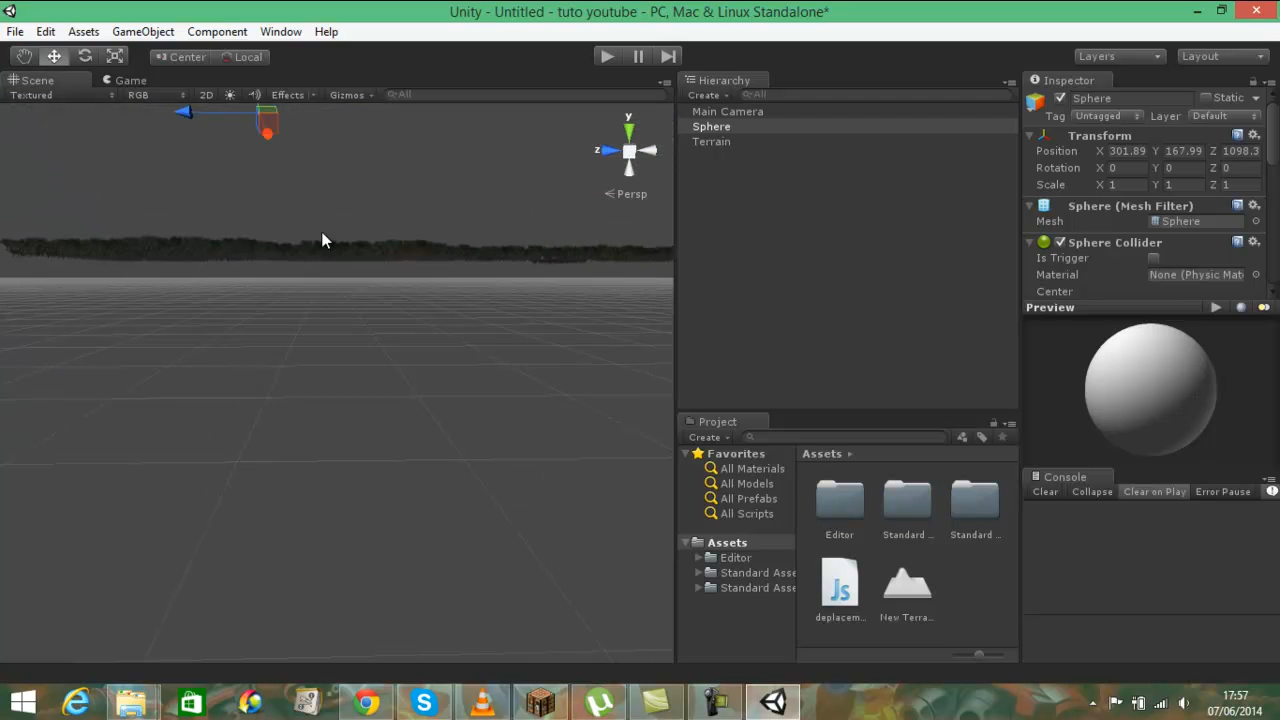 Unity - Untitled - tuto youtube - PC, Mac & Linux Standalone*
File Edit Assets GameObject Component Window Help
Center Local Layers Layout
Scene Game
Textured RGB 2D Effects Gizmos All
y
z
Persp
Hierarchy
Create All
Main Camera
Sphere
Terrain
Project
Create
Favorites
All Materials
All Models
All Prefabs
All Scripts
Assets
Editor
Standard Asse
Standard Asse
Assets
Editor Standard ... Standard ...
Js
deplacem... New Terra...
Inspector
Sphere Static
Tag Untagged Layer Default
Transform
Position X 301.89 Y 167.99 Z 1098.3
Rotation X 0 Y 0 Z 0
Scale X 1 Y 1 Z 1
Sphere (Mesh Filter)
Mesh Sphere
Sphere Collider
Is Trigger
Material None (Physic Mat
Center
Preview
Console
Clear Collapse Clear on Play Error Pause
17:57
07/06/2014